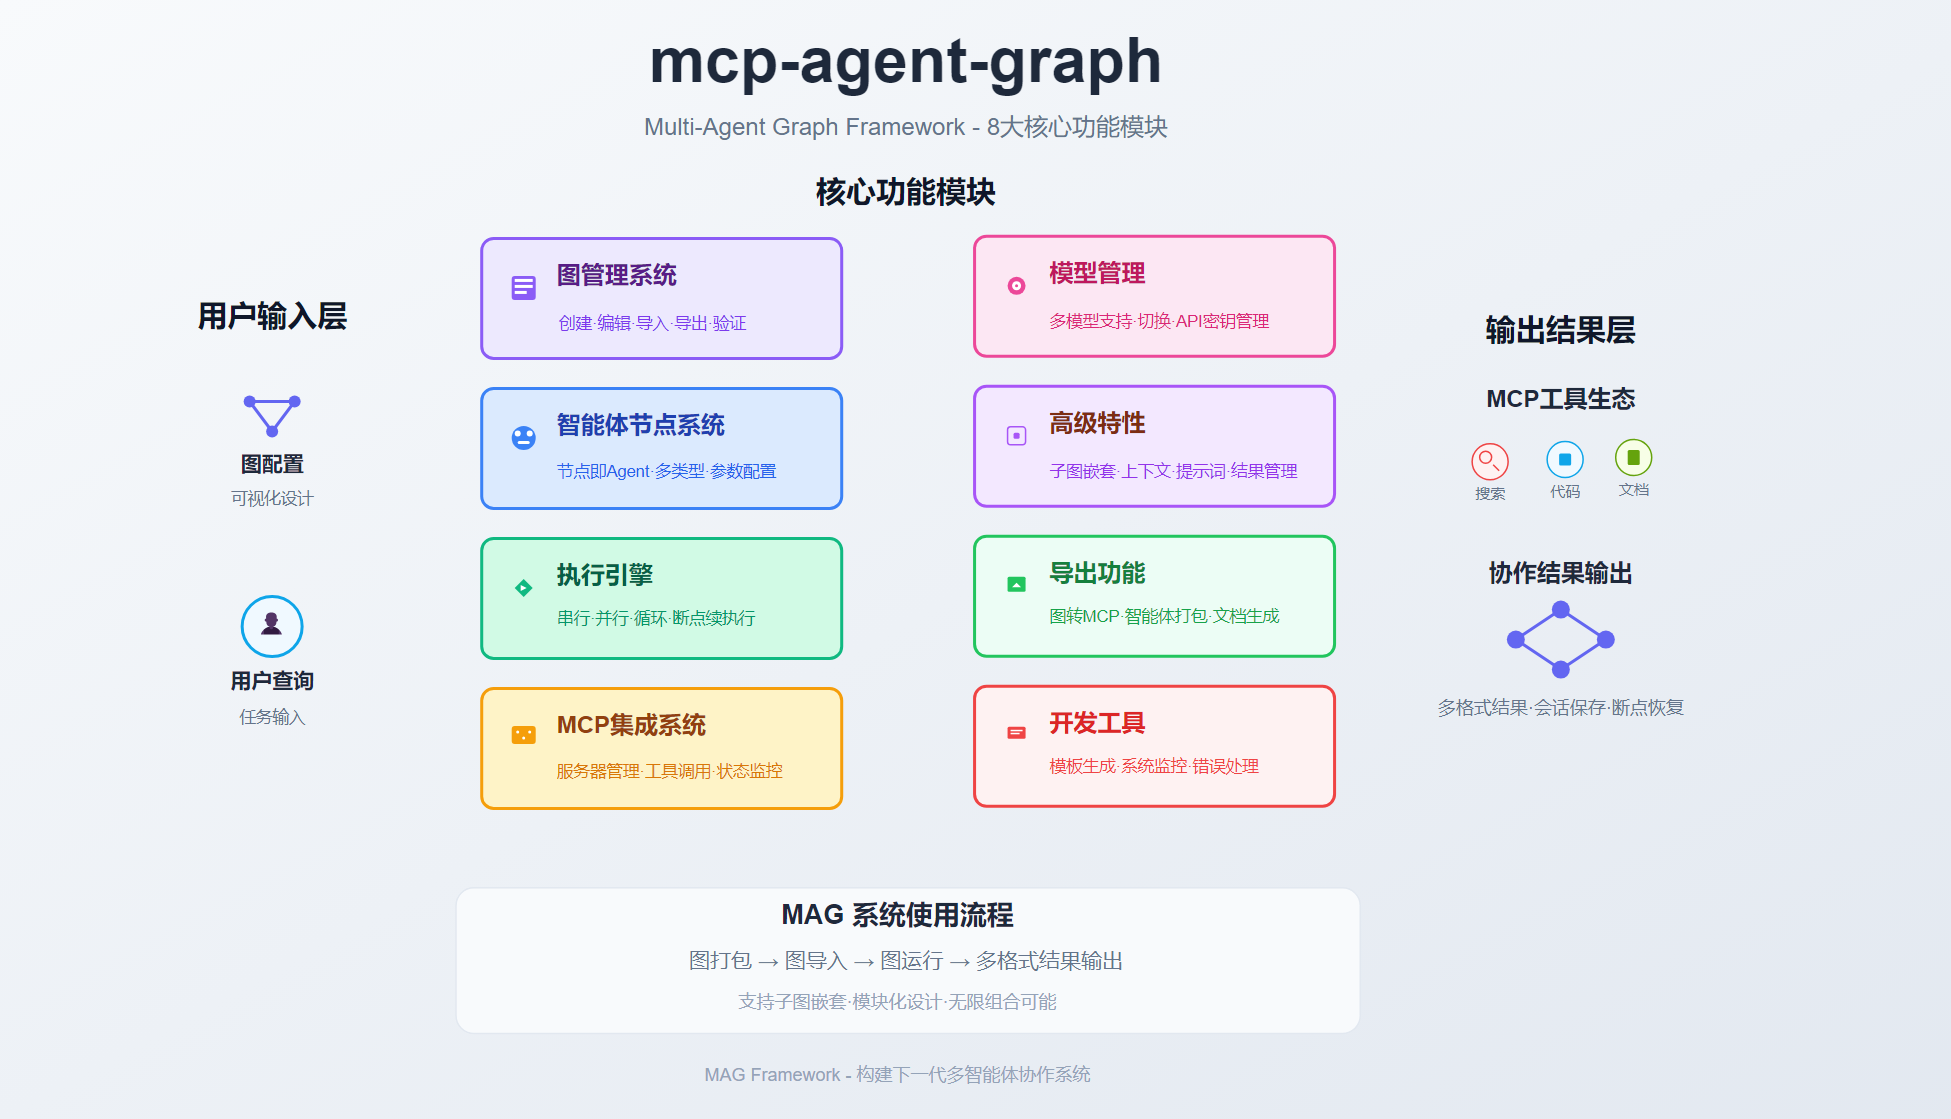 mcp-agent-graph
Multi-Agent Graph Framework - 8大核心功能模块
核心功能模块
用户输入层
图配置
可视化设计
用户查询
任务输入
图管理系统
创建·编辑·导入·导出·验证
智能体节点系统
节点即Agent·多类型·参数配置
执行引擎
串行·并行·循环·断点续执行
MCP集成系统
服务器管理·工具调用·状态监控
模型管理
多模型支持·切换·API密钥管理
高级特性
子图嵌套·上下文·提示词·结果管理
导出功能
图转MCP·智能体打包·文档生成
开发工具
模板生成·系统监控·错误处理
输出结果层
MCP工具生态
搜索
代码
文档
协作结果输出
多格式结果·会话保存·断点恢复
MAG 系统使用流程
图打包 → 图导入 → 图运行 → 多格式结果输出
支持子图嵌套·模块化设计·无限组合可能
MAG Framework - 构建下一代多智能体协作系统